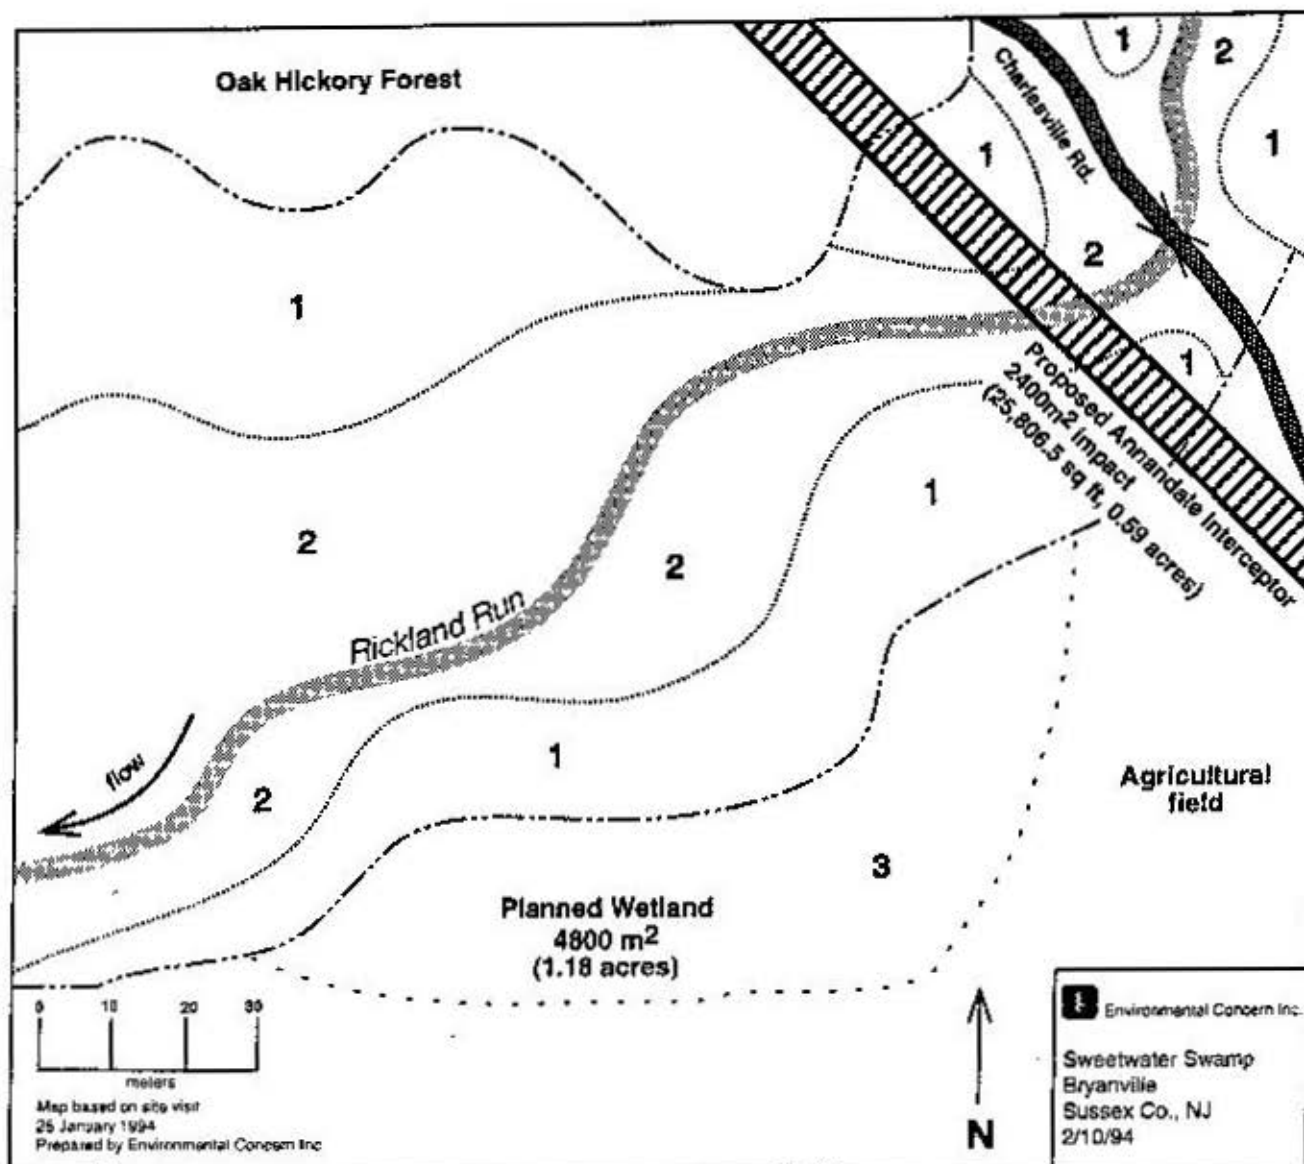 Oak Hickory Forest
1
2
Charlesville Rd.
1
1
2
1
1
2
Proposed Annandale Interceptor
2400m2 impact
(25,806.5 sq ft, 0.59 acres)
1
2
2
Rickland Run
flow
1
2
Agricultural
field
3
Planned Wetland
4800 m2
(1.18 acres)
0 10 20 30
meters
Map based on site visit
25 January 1994
Prepared by Environmental Concern Inc
N
Environmental Concern Inc.
Sweetwater Swamp
Bryanville
Sussex Co., NJ
2/10/94